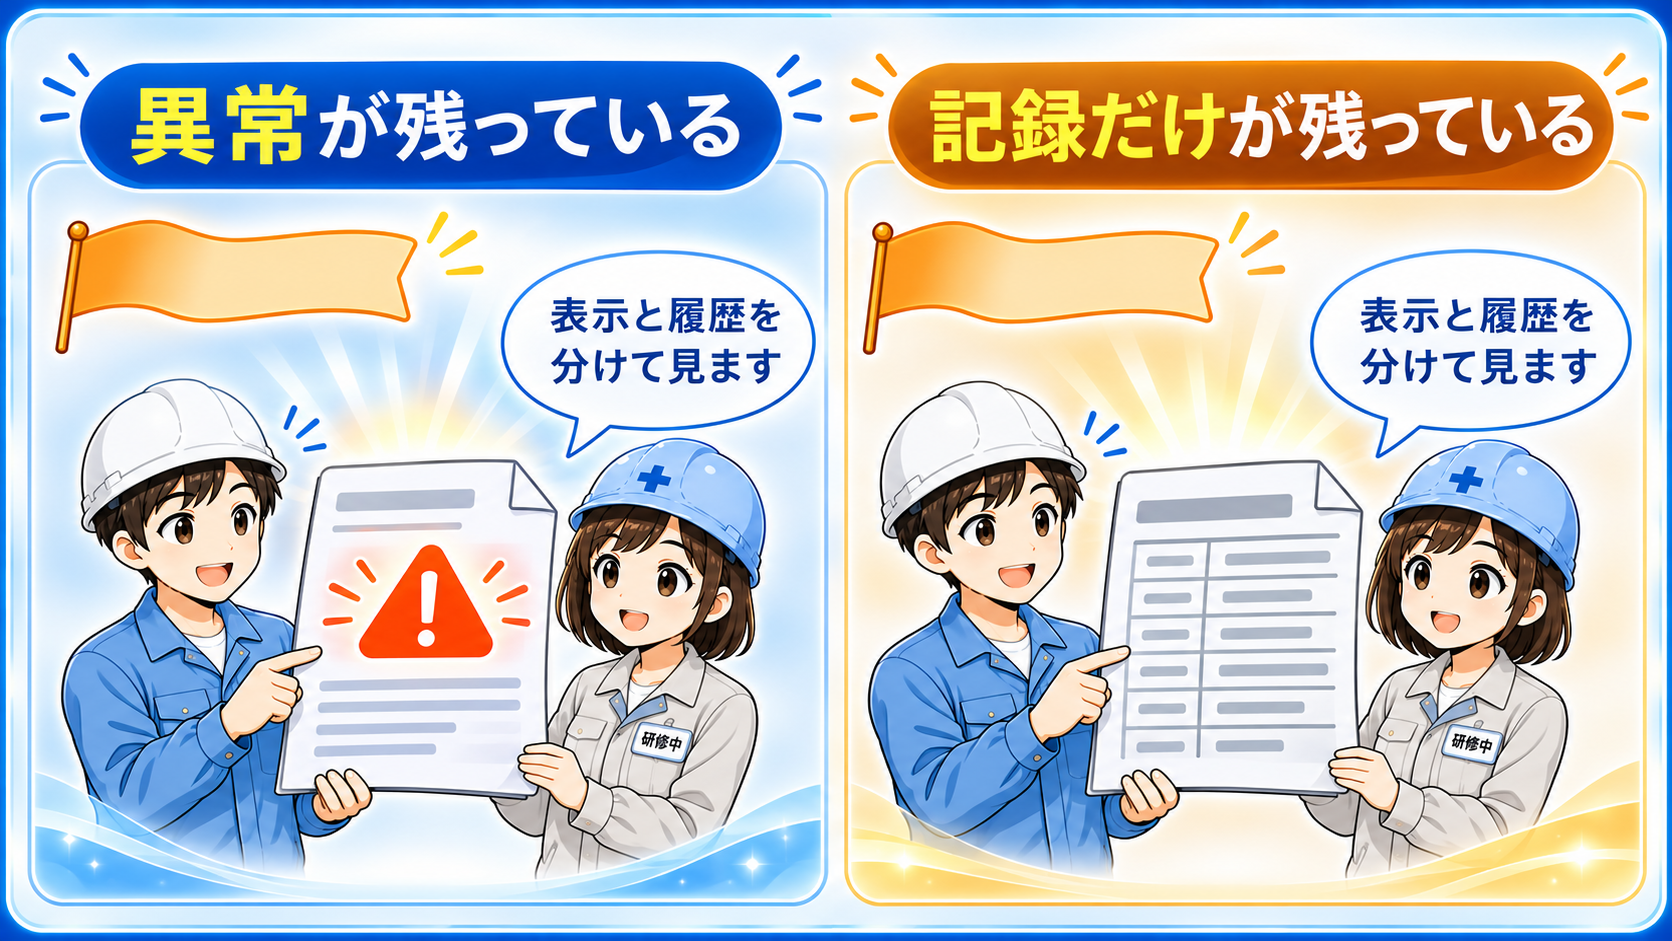 異常が残っている
表示と履歴を
分けて見ます
研修中
記録だけが残っている
表示と履歴を
分けて見ます
研修中